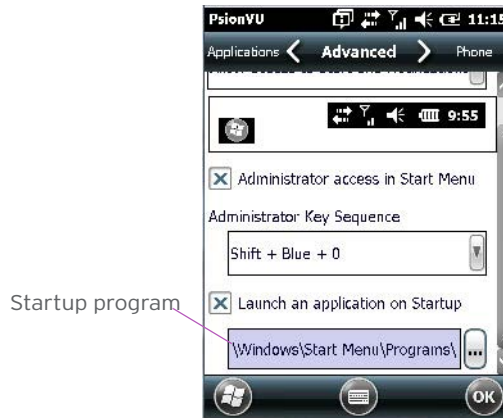 PsionVU 11:15
Applications Advanced Phone
9:55
Administrator access in Start Menu
Administrator Key Sequence
Shift + Blue + 0
Startup program
Launch an application on Startup
\Windows\Start Menu\Programs\ ...
OK